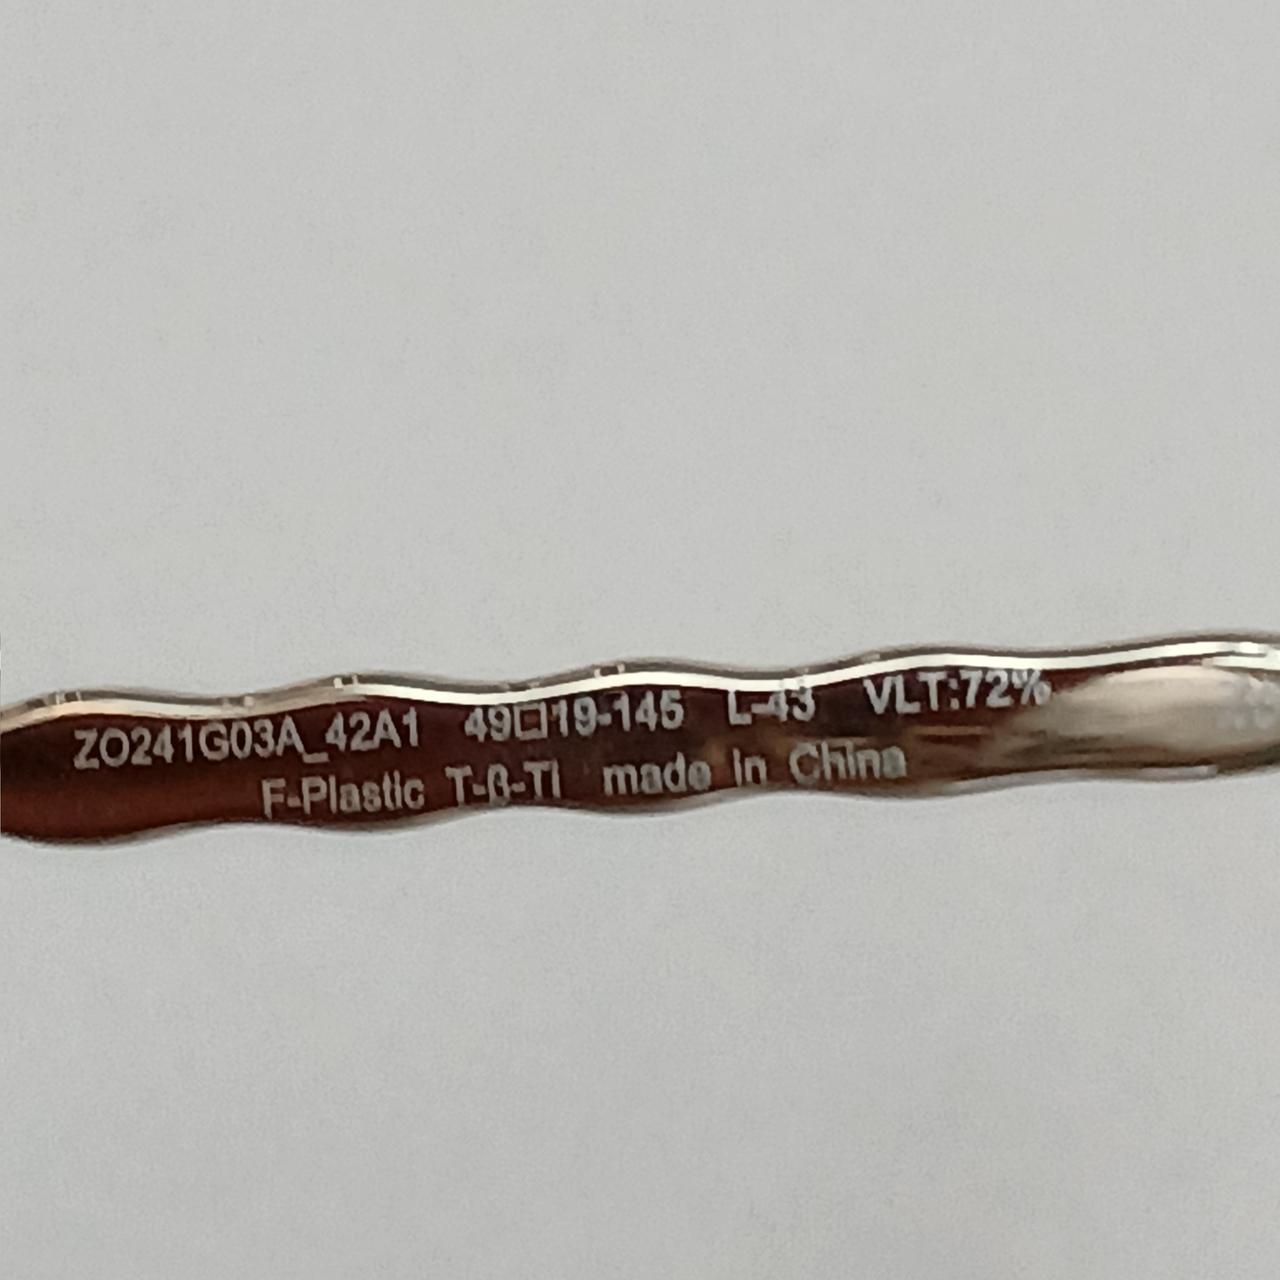 ZO241G03A_42A1 49□19-145 L-43 VLT:72%
F-Plastic T-β-Ti made in China